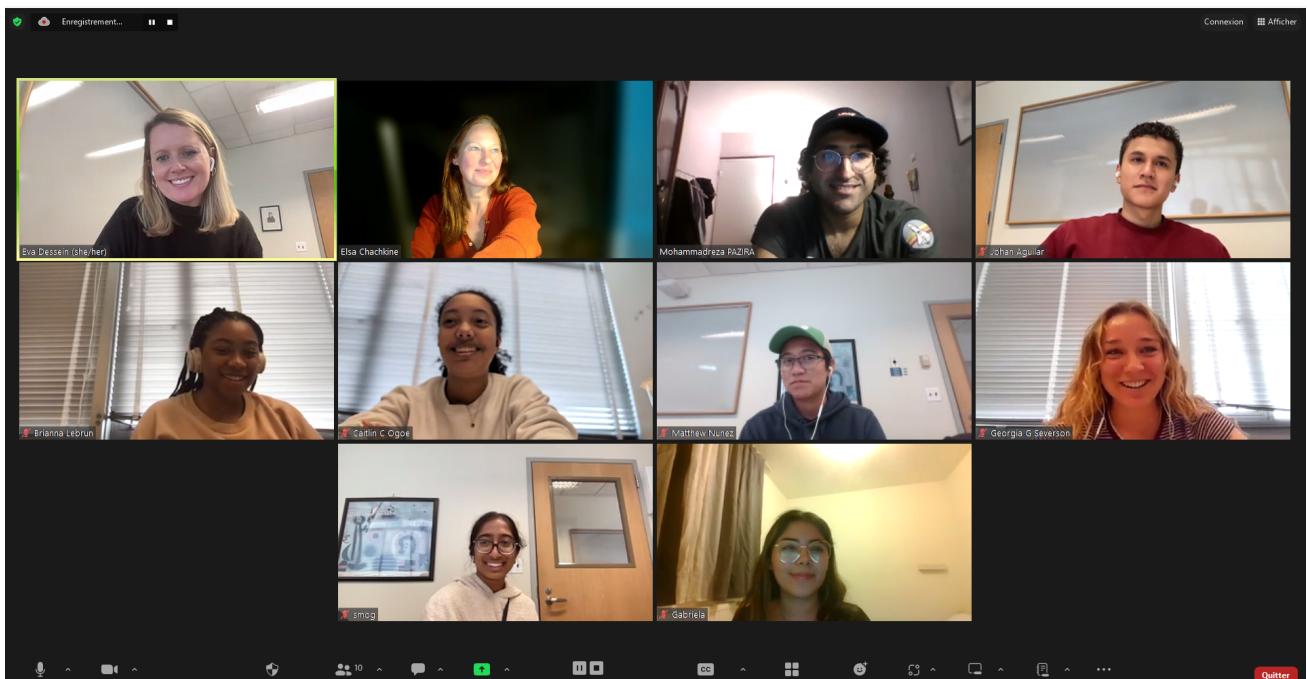 Enregistrement...
Connexion
Afficher
Eva Dessein (she/her)
Elsa Chachkine
Mohammadreza PAZIRA
Johan Aguilar
Brianna Lebrun
Caitlin C Ogoe
Matthew Nunez
Georgia G Severson
smog
Gabriela
10
CC
Quitter